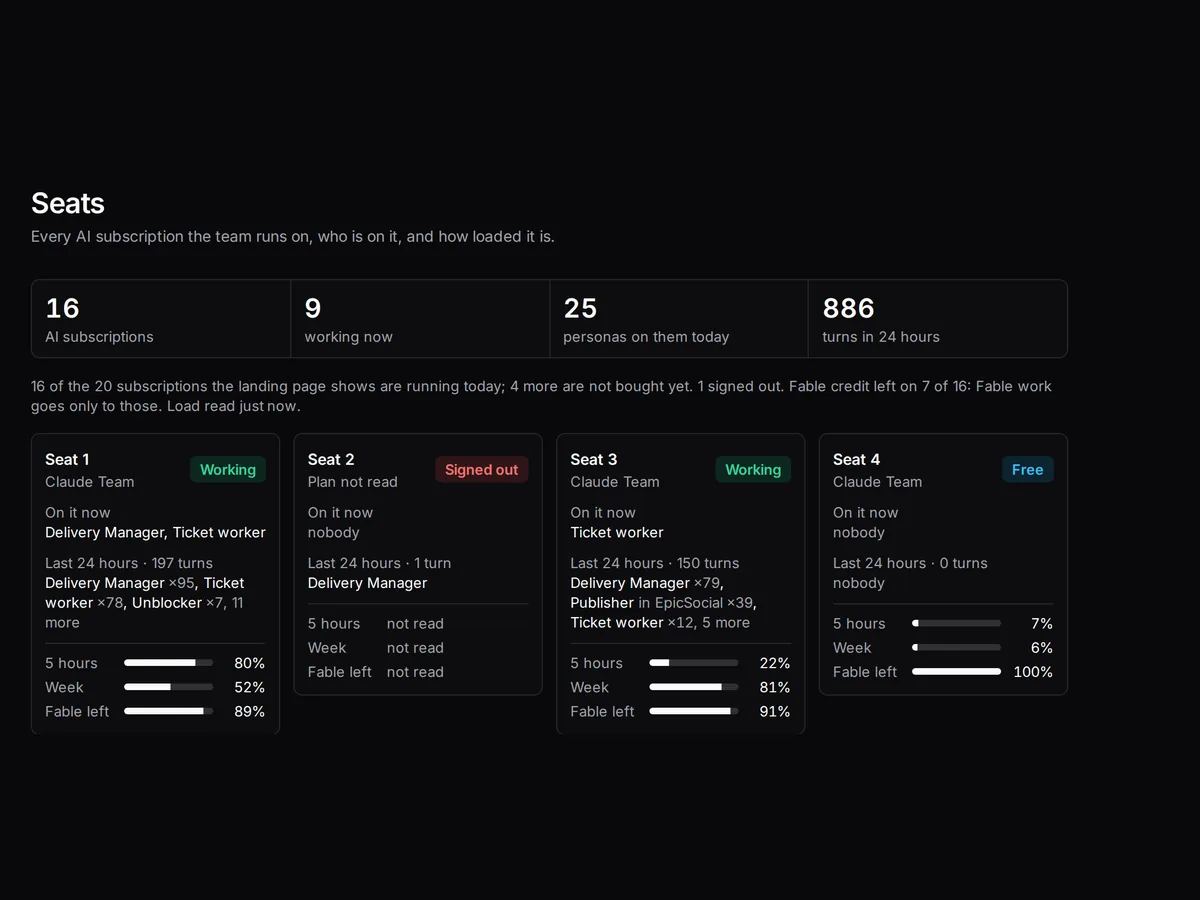 Seats
Every AI subscription the team runs on, who is on it, and how loaded it is.
16
AI subscriptions
9
working now
25
personas on them today
886
turns in 24 hours
16 of the 20 subscriptions the landing page shows are running today; 4 more are not bought yet. 1 signed out. Fable credit left on 7 of 16: Fable work
goes only to those. Load read just now.
Seat 1
Claude Team
Working
On it now
Delivery Manager, Ticket worker
Last 24 hours · 197 turns
Delivery Manager ×95, Ticket
worker ×78, Unblocker ×7, 11
more
5 hours 80%
Week 52%
Fable left 89%
Seat 2
Plan not read
Signed out
On it now
nobody
Last 24 hours · 1 turn
Delivery Manager
5 hours not read
Week not read
Fable left not read
Seat 3
Claude Team
Working
On it now
Ticket worker
Last 24 hours · 150 turns
Delivery Manager ×79,
Publisher in EpicSocial ×39,
Ticket worker ×12, 5 more
5 hours 22%
Week 81%
Fable left 91%
Seat 4
Claude Team
Free
On it now
nobody
Last 24 hours · 0 turns
nobody
5 hours 7%
Week 6%
Fable left 100%